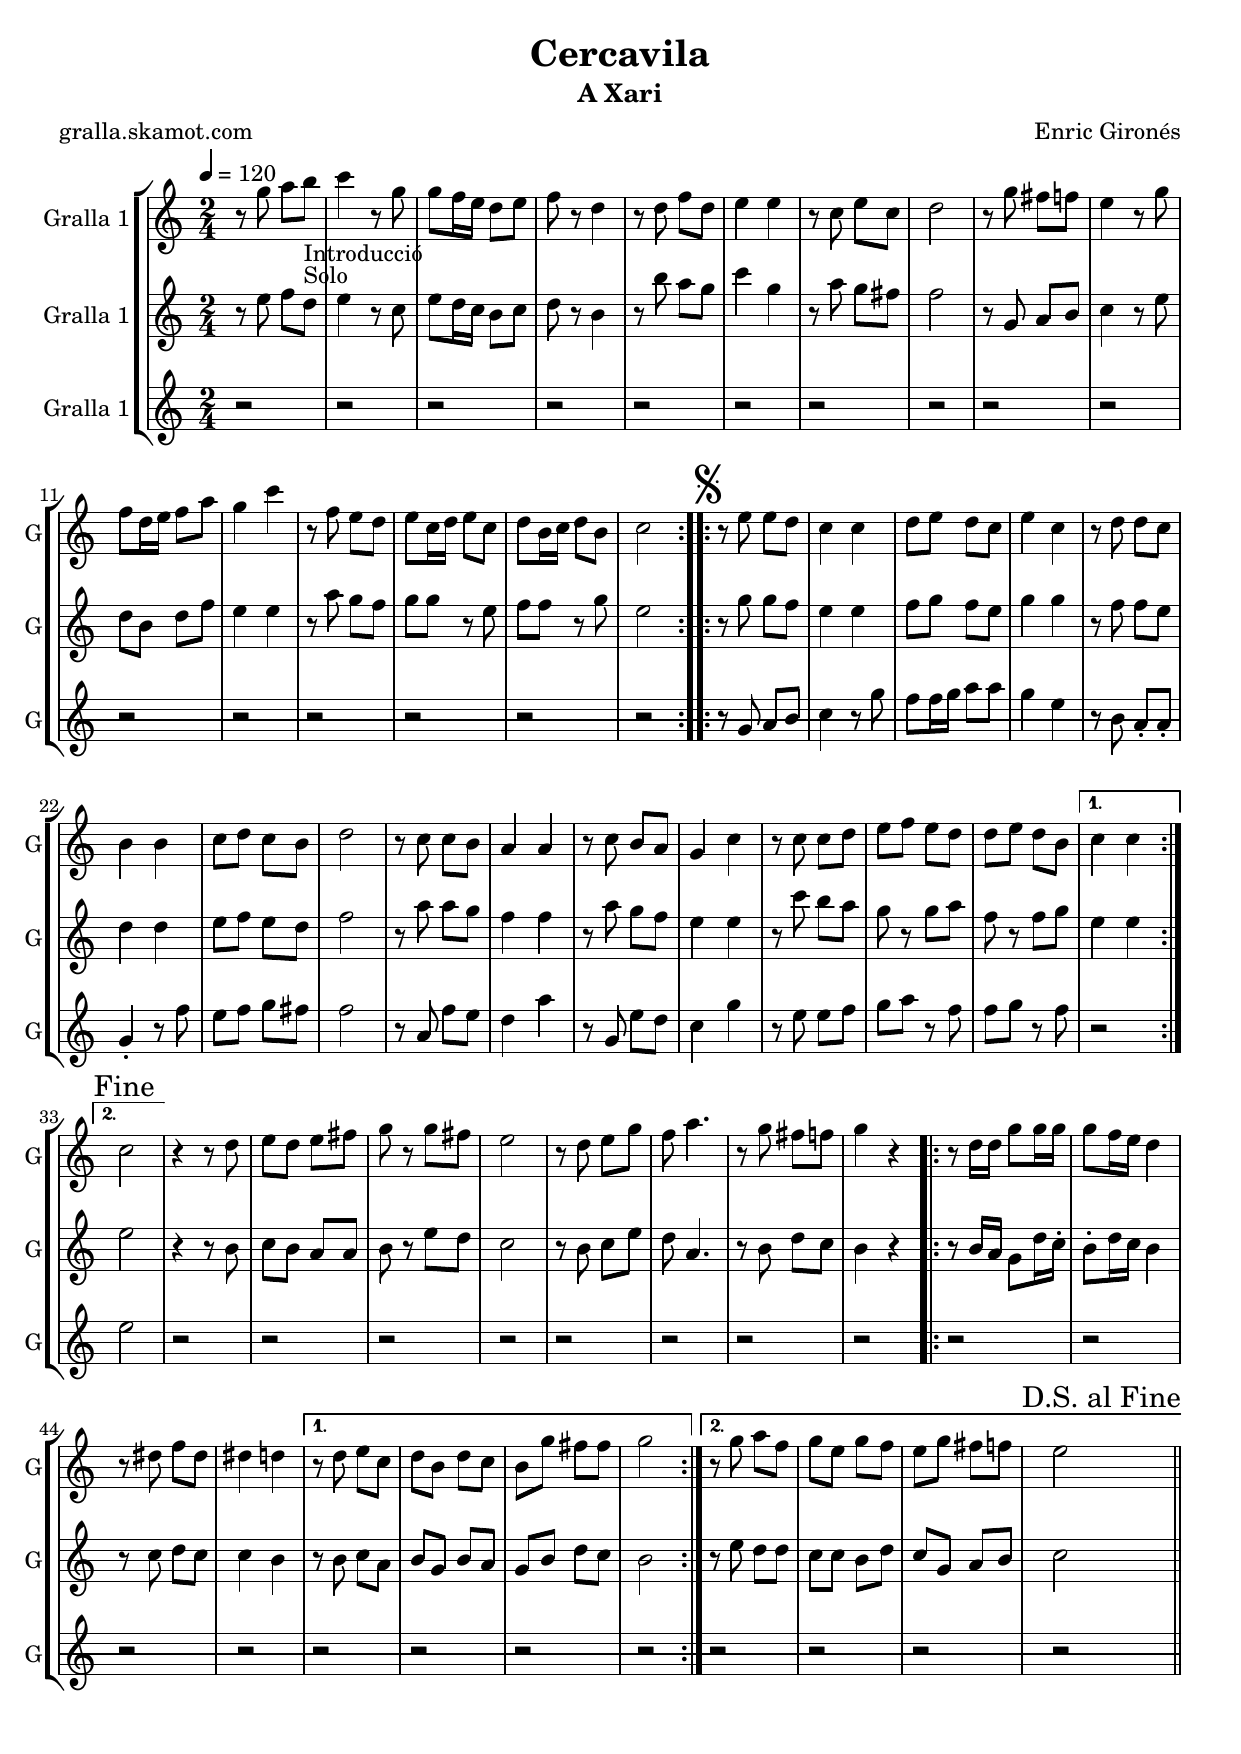 Cercavila
A Xari
gralla.skamot.com
Enric Gironés
= 120
Gralla 1
Introducció
Solo
Gralla 1
Gralla 1
11
G
G
G
22
1.
G
G
G
Fine
33
2.
G
G
G
D.S. al Fine
44
1.
2.
G
G
G